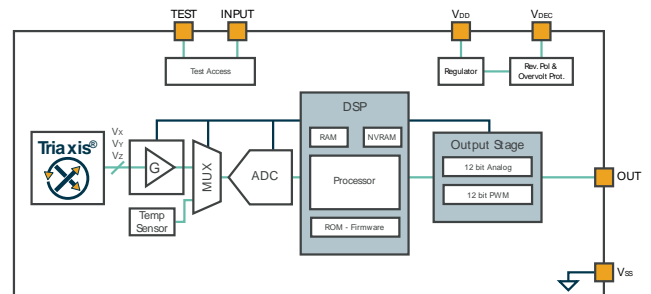 TEST INPUT VDD VDEC
Test Access
Regulator
Rev. Pol &
Overvolt Prot.
DSP
RAM NVRAM
Triaxis®
VX
VY
VZ
G
MUX
ADC
Processor
Output Stage
12 bit Analog
12 bit PWM
OUT
Temp
Sensor
ROM - Firmware
VSS